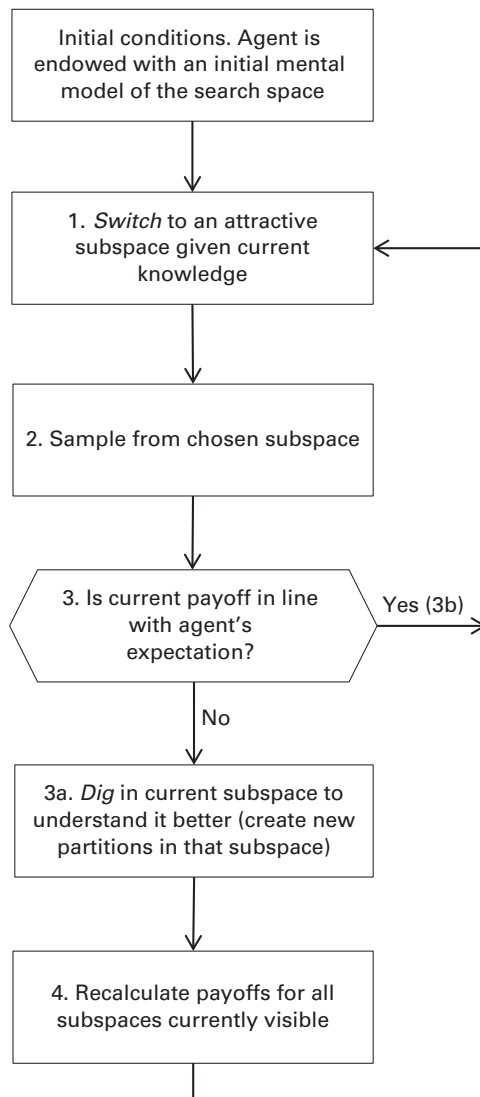 Initial conditions. Agent is
endowed with an initial mental
model of the search space
1. Switch to an attractive
subspace given current
knowledge
2. Sample from chosen subspace
3. Is current payoff in line
with agent’s
expectation?
Yes (3b)
No
3a. Dig in current subspace to
understand it better (create new
partitions in that subspace)
4. Recalculate payoffs for all
subspaces currently visible